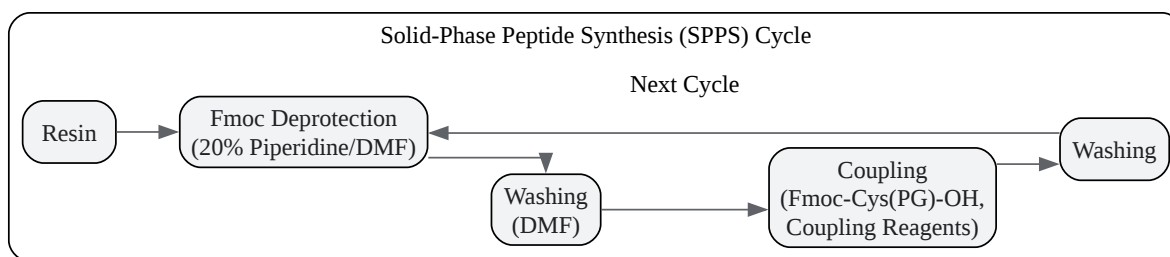 Solid-Phase Peptide Synthesis (SPPS) Cycle
Next Cycle
Resin
Fmoc Deprotection
(20% Piperidine/DMF)
Washing
(DMF)
Coupling
(Fmoc-Cys(PG)-OH,
Coupling Reagents)
Washing